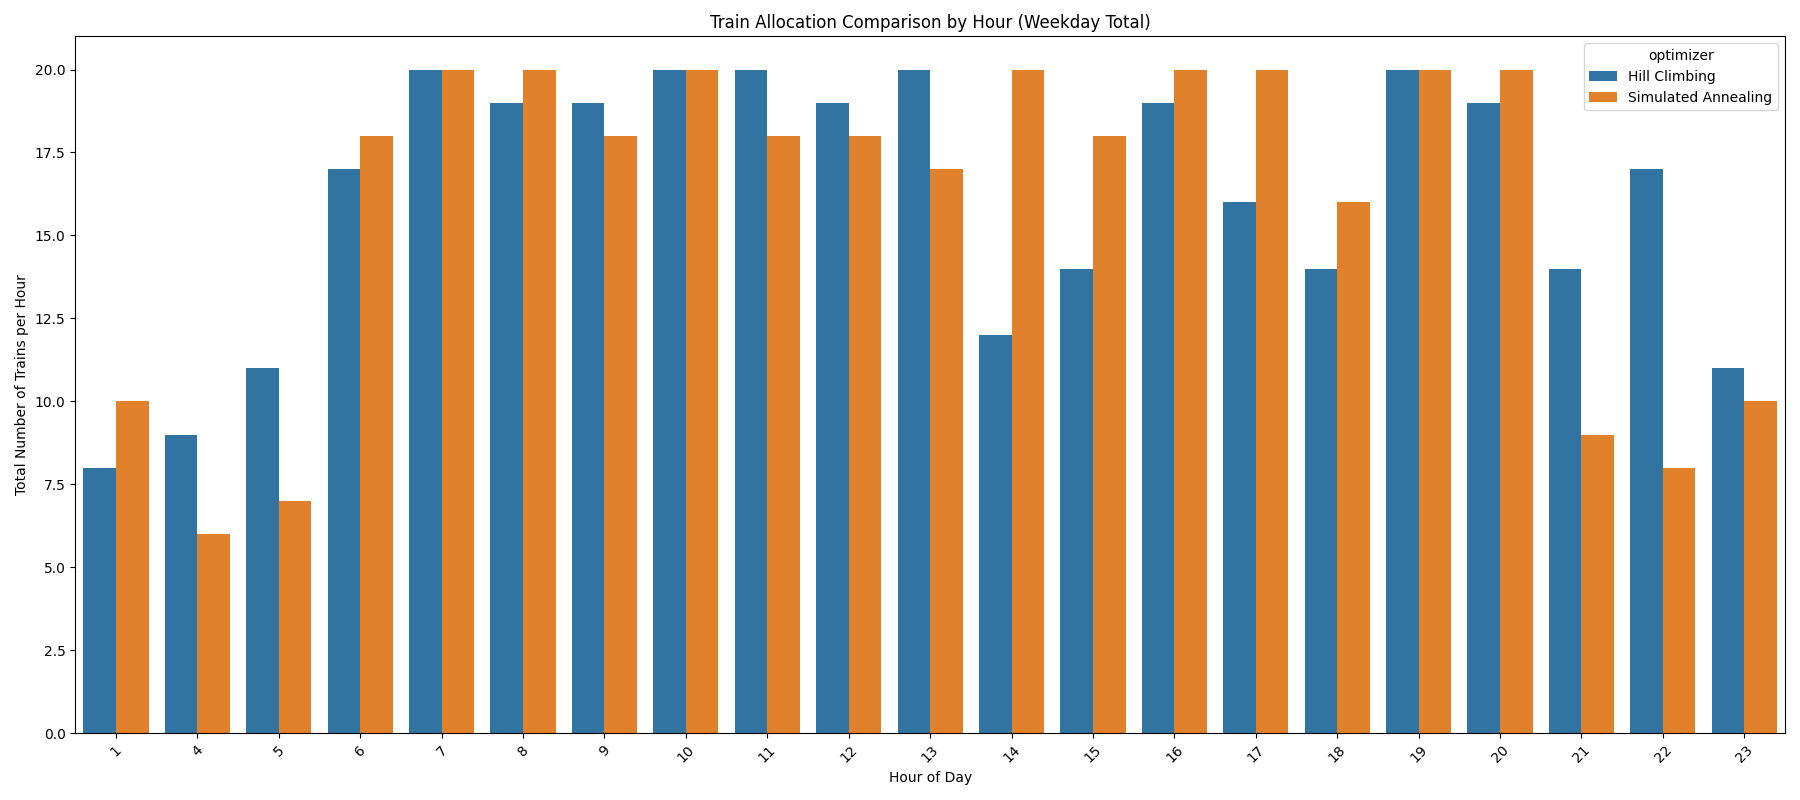 Train Allocation Comparison by Hour (Weekday Total)
optimizer
Hill Climbing
Simulated Annealing
Total Number of Trains per Hour
20.0
17.5
15.0
12.5
10.0
7.5
5.0
2.5
0.0
1 4 5 6 7 8 9 10 11 12 13 14 15 16 17 18 19 20 21 22 23
Hour of Day